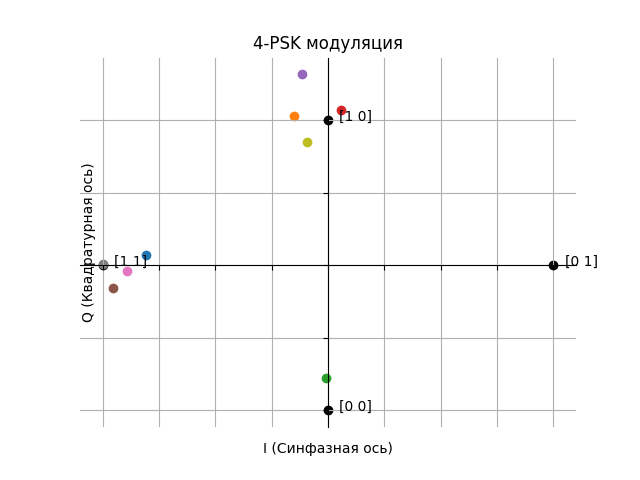 4-PSK модуляция
[1 0]
Q (Квадратурная ось)
[1 1]
[0 1]
[0 0]
I (Синфазная ось)